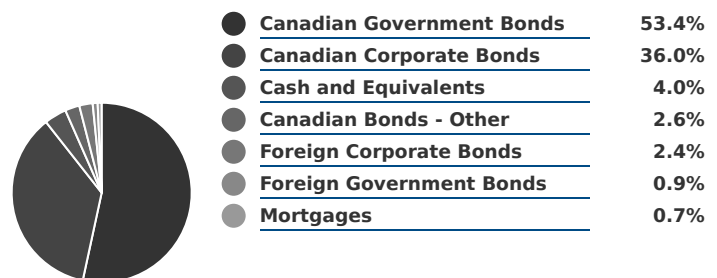 Canadian Government Bonds 53.4%
Canadian Corporate Bonds 36.0%
Cash and Equivalents 4.0%
Canadian Bonds - Other 2.6%
Foreign Corporate Bonds 2.4%
Foreign Government Bonds 0.9%
Mortgages 0.7%